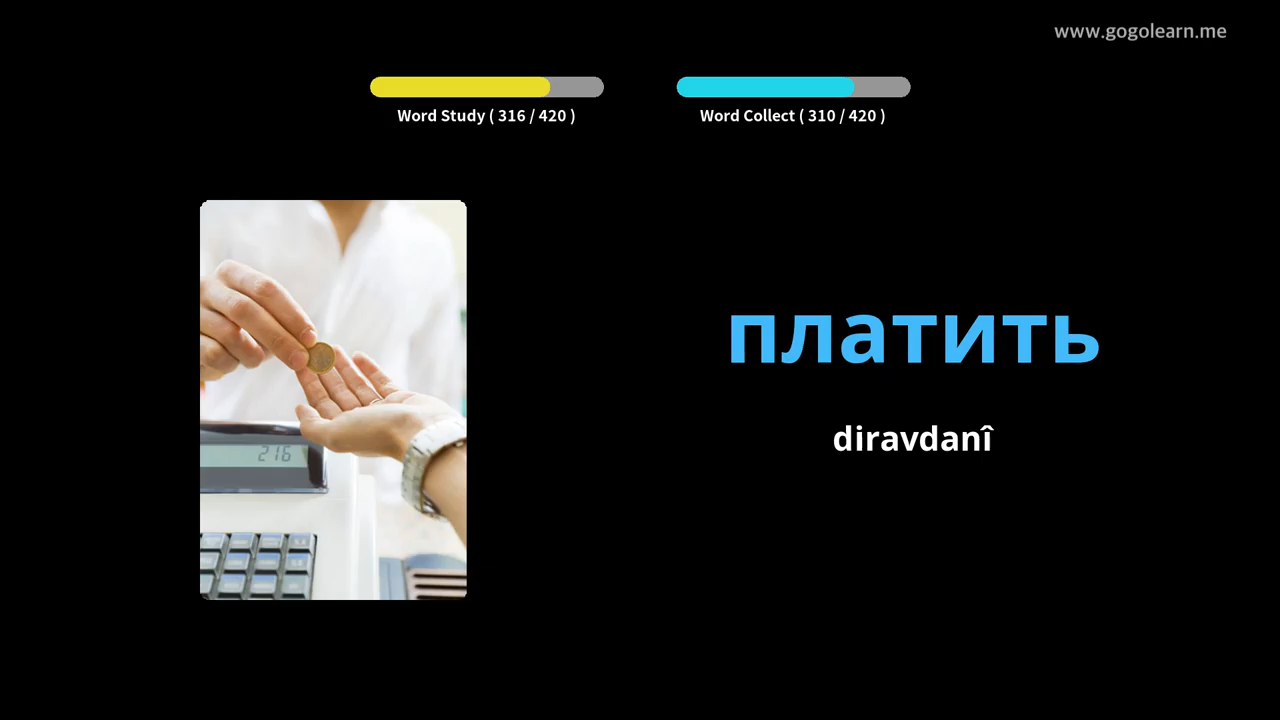 www.gogolearn.me
Word Study ( 316 / 420 )
Word Collect ( 310 / 420 )
платить
diravdanî
216